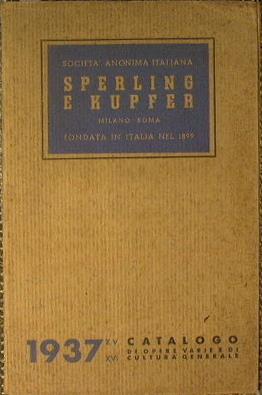 SOCIETA' ANONIMA ITALIANA
SPERLING
E KUPFER
MILANO ROMA
FONDATA IN ITALIA NEL 1899
1937 XV XVI CATALOGO
DI OPERE VARIE E DI
CULTURA GENERALE